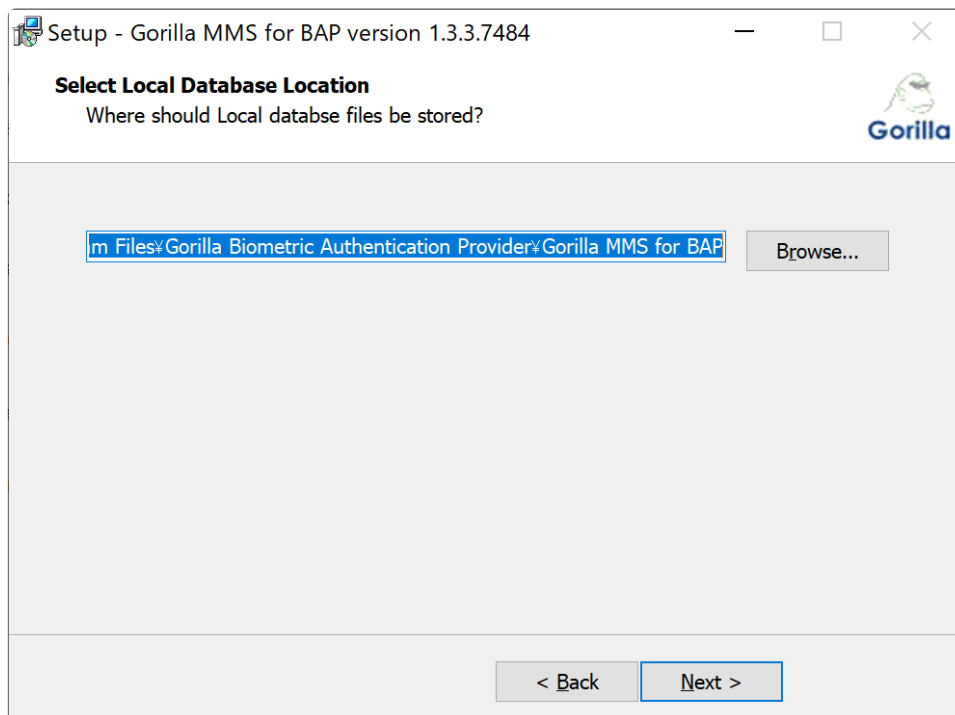 Setup - Gorilla MMS for BAP version 1.3.3.7484
Select Local Database Location
Where should Local databse files be stored?
Gorilla
m Files¥Gorilla Biometric Authentication Provider¥Gorilla MMS for BAP
Browse...
< Back
Next >